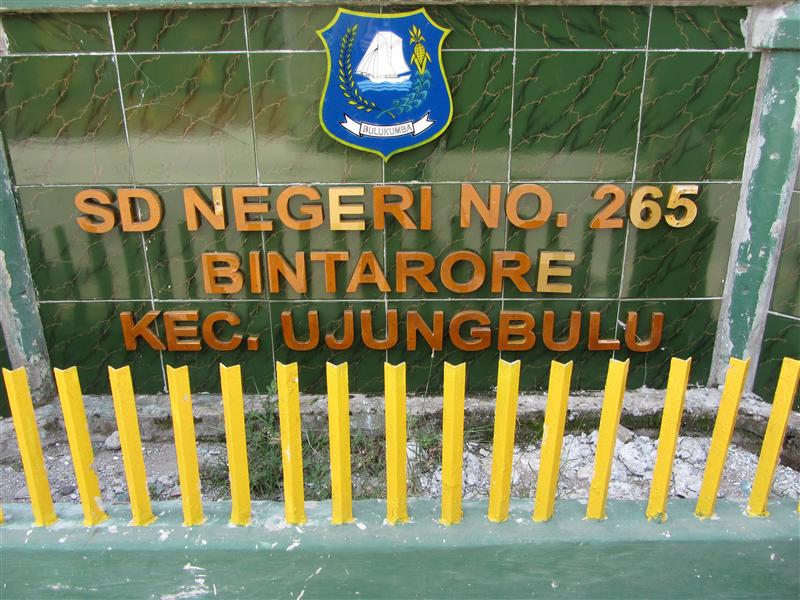 BULUKUMBA
SD NEGERI NO. 265
BINTARORE
KEC. UJUNGBULU